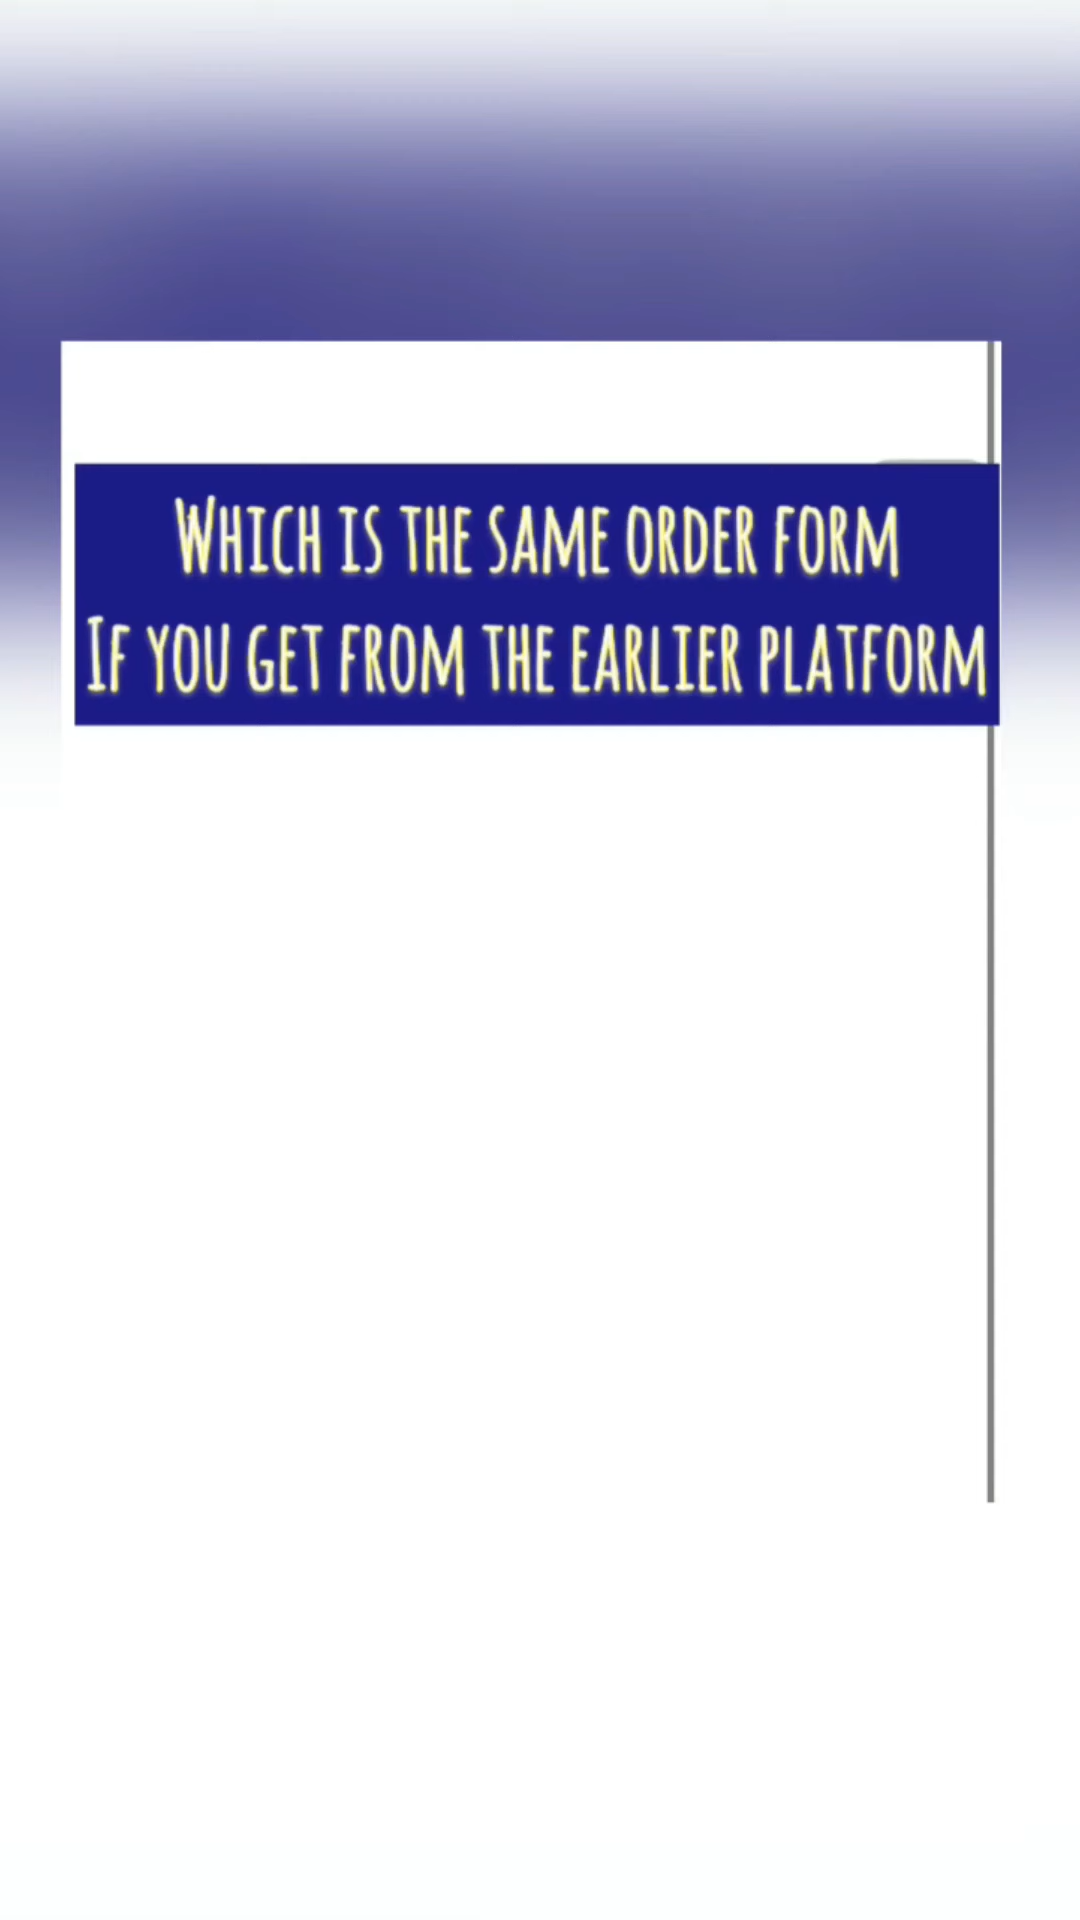 Which is the same order form
If you get from the earlier platform